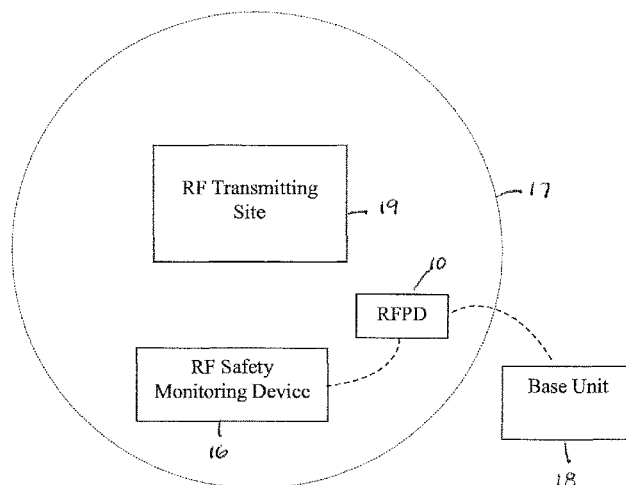 RF Transmitting
Site
19
17
10
RFPD
RF Safety
Monitoring Device
16
Base Unit
18